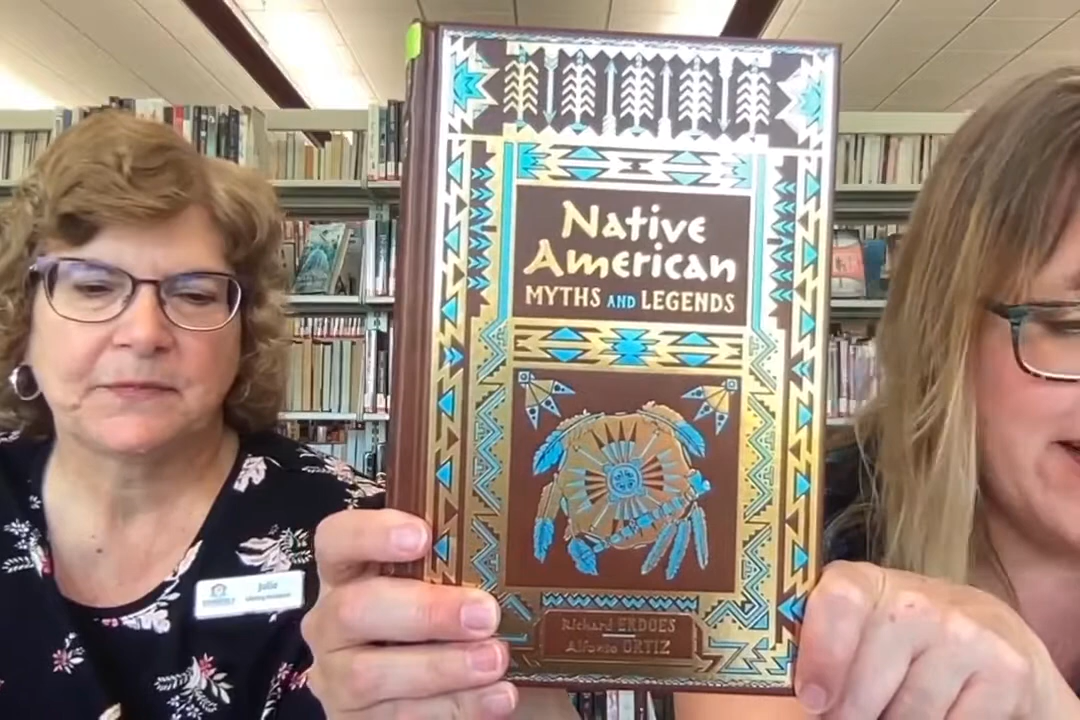 Native
American
MYTHS AND LEGENDS
Richard ERDOES
Alfonso ORTIZ
Julie